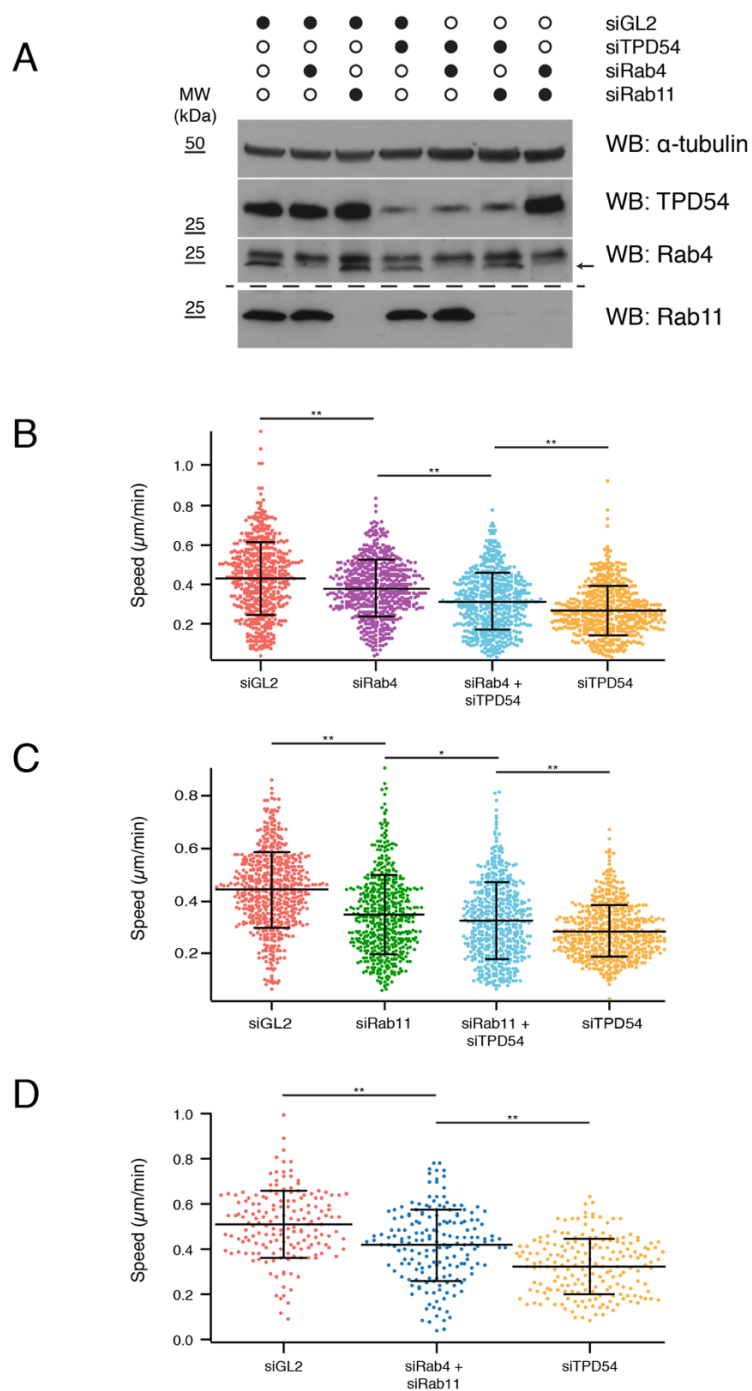 A
siGL2
siTPD54
siRab4
siRab11
MW
(kDa)
50 WB: α-tubulin
WB: TPD54
25
25 WB: Rab4
25 WB: Rab11
B
Speed (µm/min)
1.0
0.8
0.6
0.4
0.2
** ** **
siGL2 siRab4 siRab4 + siTPD54
siTPD54
C
Speed (µm/min)
0.8
0.6
0.4
0.2
** * **
siGL2 siRab11 siRab11 + siTPD54
siTPD54
D
Speed (µm/min)
1.0
0.8
0.6
0.4
0.2
0.0
** **
siGL2 siRab4 + siTPD54
siRab11